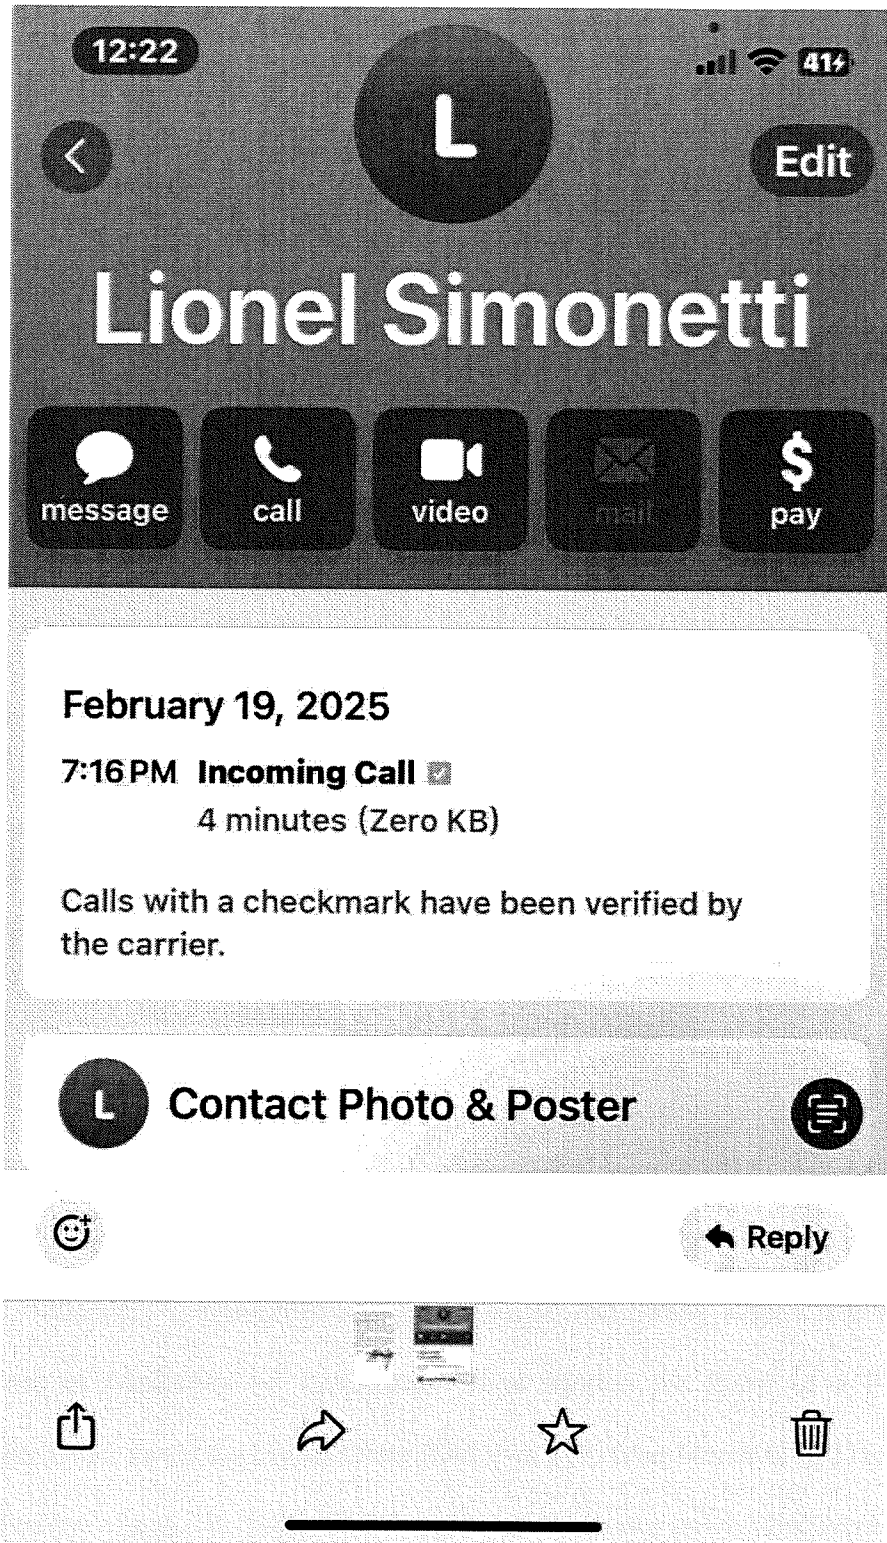 12:22
41
L
Edit
Lionel Simonetti
message
call
video
mail
$
pay
February 19, 2025
7:16 PM Incoming Call
4 minutes (Zero KB)
Calls with a checkmark have been verified by
the carrier.
L
Contact Photo & Poster
Reply